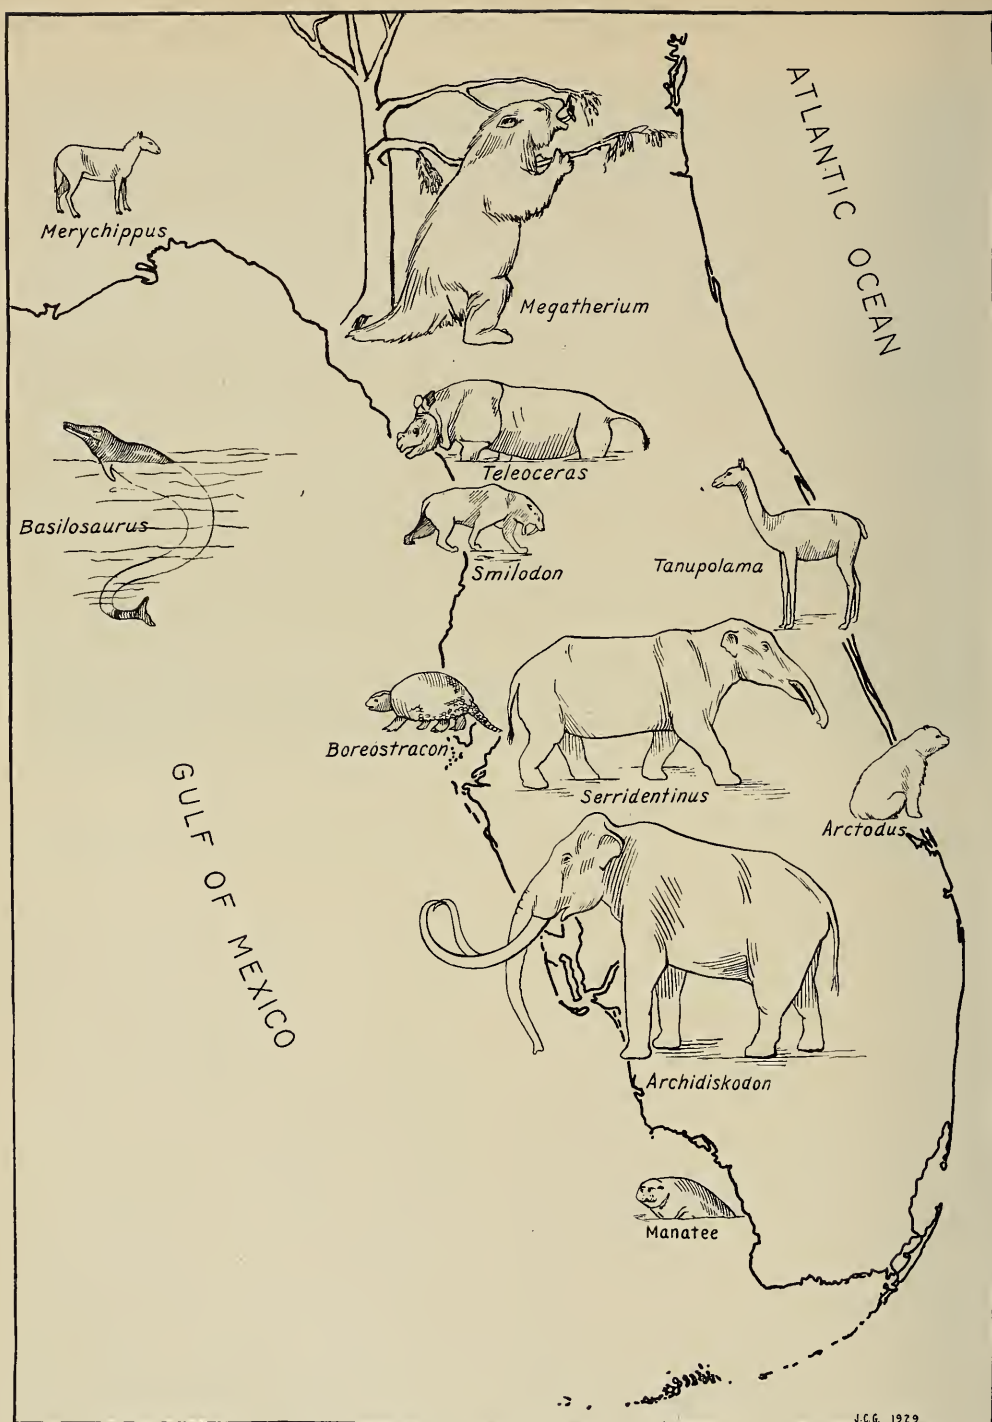 ATLANTIC OCEAN
Merychippus
Megatherium
Teleoceras
Basilosaurus
Smilodon
Tanupolama
Boreostracon
Serridentinus
Arctodus
GULF OF MEXICO
Archidiskodon
Manatee
J.C.G. 1929